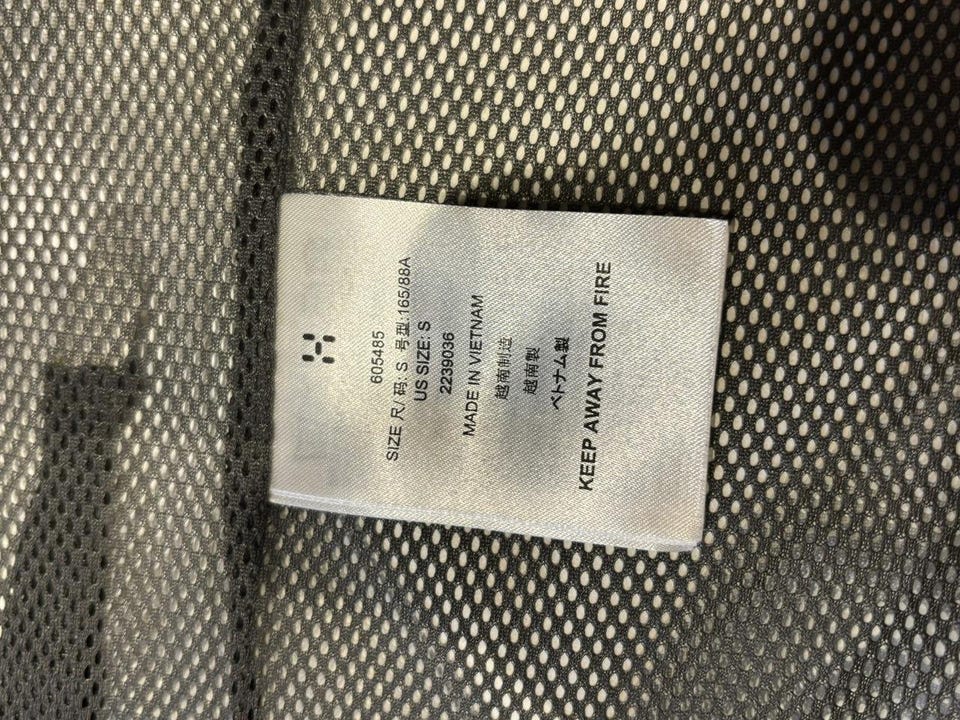 605485
SIZE 尺/ 码: S 号型:165/88A
US SIZE: S
2239036
MADE IN VIETNAM
越南制造
越南製
ベトナム製
KEEP AWAY FROM FIRE